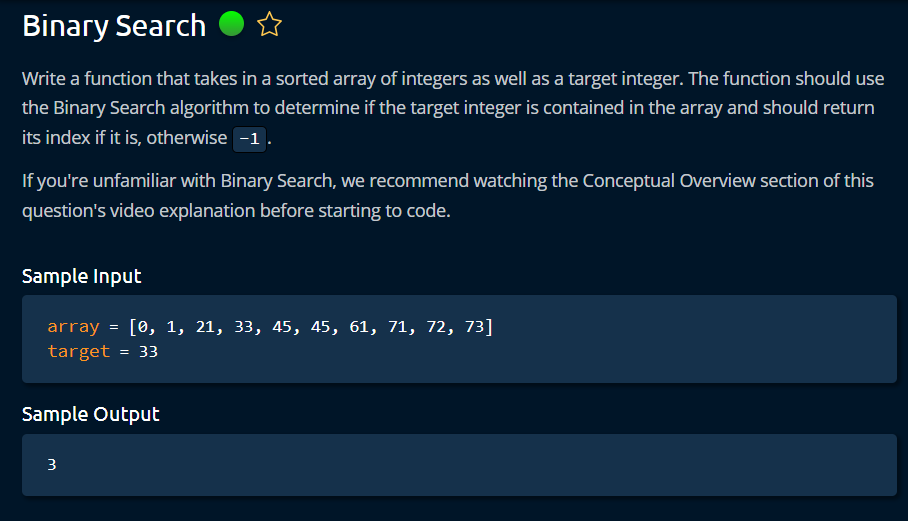 Binary Search
Write a function that takes in a sorted array of integers as well as a target integer. The function should use
the Binary Search algorithm to determine if the target integer is contained in the array and should return
its index if it is, otherwise -1 .
If you're unfamiliar with Binary Search, we recommend watching the Conceptual Overview section of this
question's video explanation before starting to code.
Sample Input
array = [0, 1, 21, 33, 45, 45, 61, 71, 72, 73]
target = 33
Sample Output
3